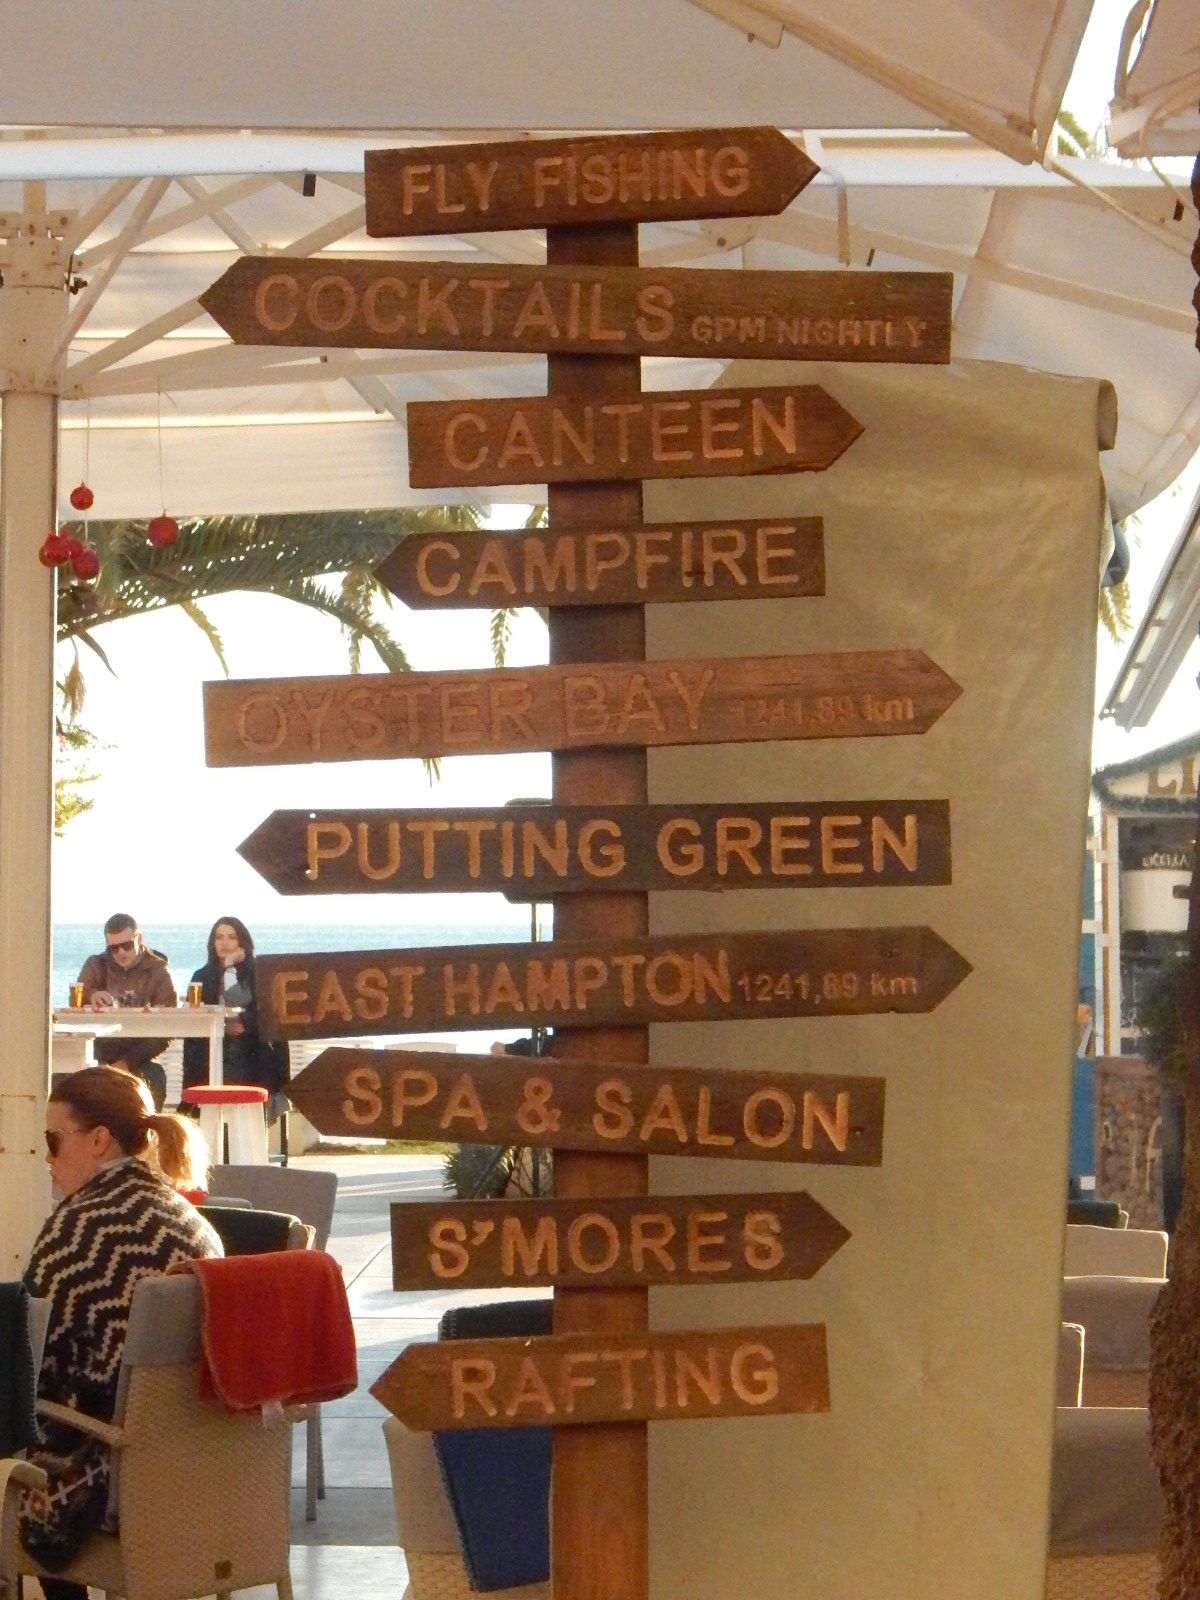 FLY FISHING
COCKTAILS GPM NIGHTLY
CANTEEN
CAMPFIRE
OYSTER BAY 1241,89 km
PUTTING GREEN
EAST HAMPTON 1241,89 km
SPA & SALON
S'MORES
RAFTING